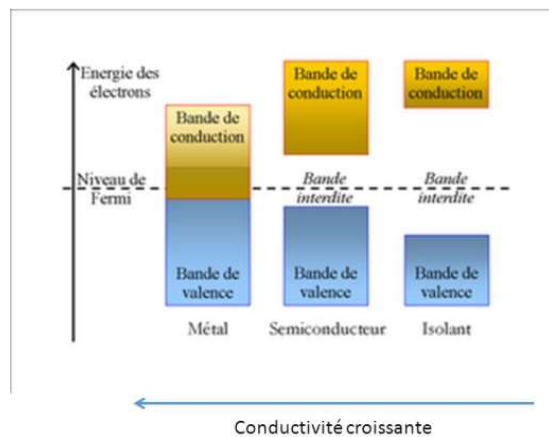 Energie des
électrons
Bande de
conduction
Bande de
conduction
Bande de
conduction
Niveau de
Fermi
Bande
interdite
Bande
interdite
Bande de
valence
Bande de
valence
Bande de
valence
Métal
Semiconducteur
Isolant
Conductivité croissante